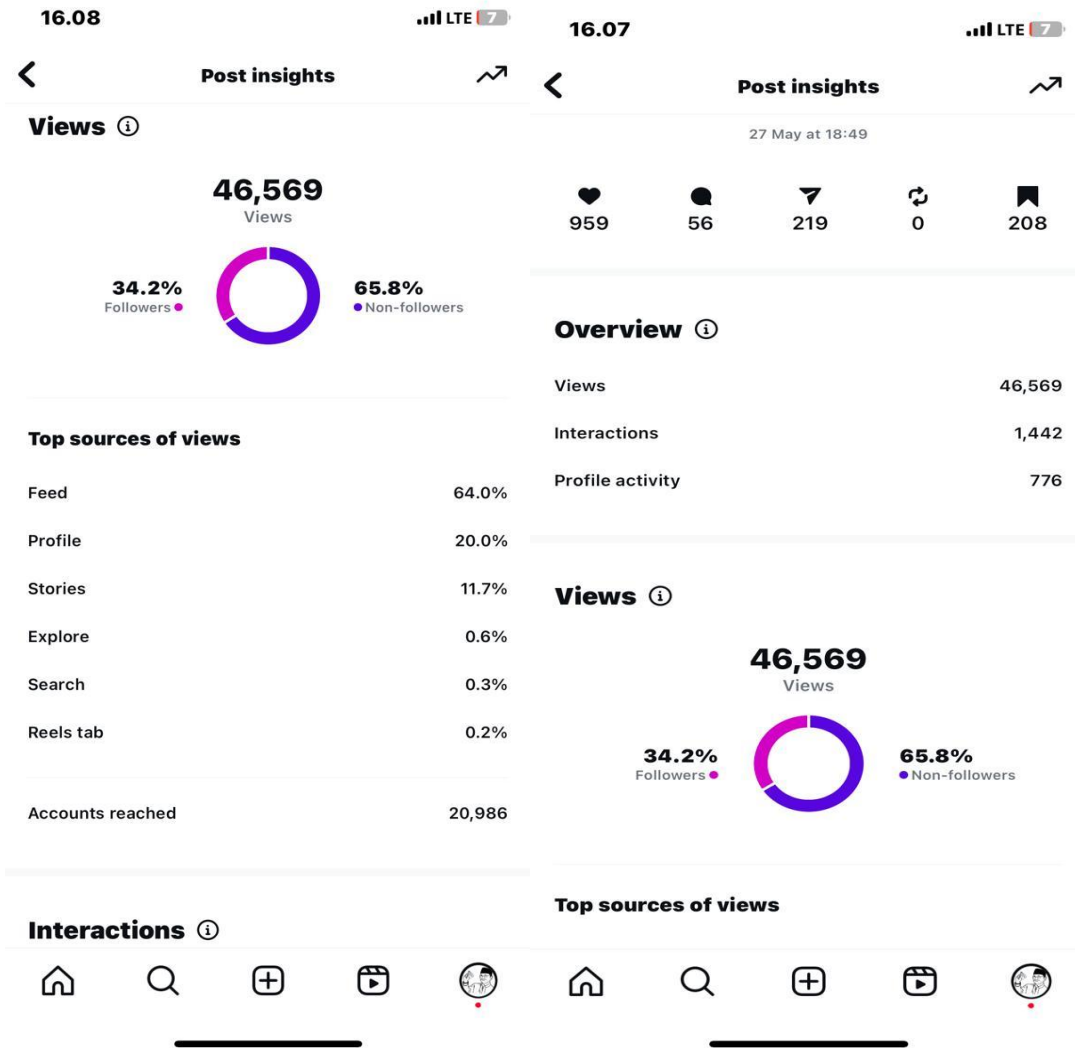 16.08 LTE 7
Post insights
Views
46,569
Views
34.2% 65.8%
Followers Non-followers
Top sources of views
Feed 64.0%
Profile 20.0%
Stories 11.7%
Explore 0.6%
Search 0.3%
Reels tab 0.2%
Accounts reached 20,986
Interactions
16.07 LTE 7
Post insights
27 May at 18:49
959 56 219 0 208
Overview
Views 46,569
Interactions 1,442
Profile activity 776
Views
46,569
Views
34.2% 65.8%
Followers Non-followers
Top sources of views